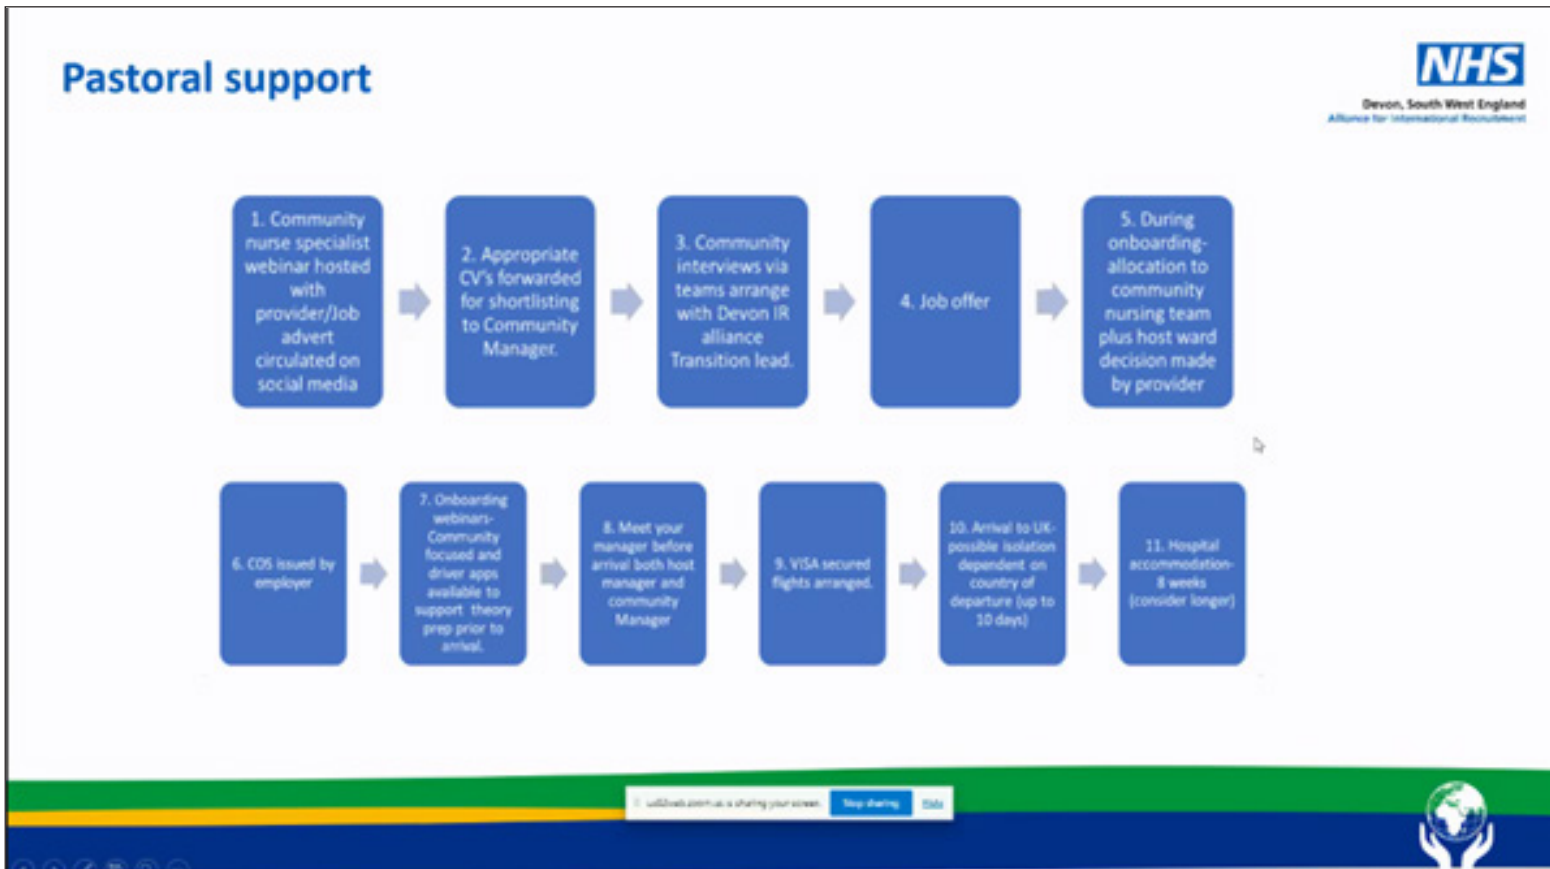 Pastoral support
NHS
Devon, South West England
Alliance for International Recruitment
1. Community
nurse specialist
webinar hosted
with
provider/Job
advert
circulated on
social media
2. Appropriate
CV's forwarded
for shortlisting
to Community
Manager.
3. Community
interviews via
teams arrange
with Devon IR
alliance
Transition lead.
4. Job offer
5. During
onboarding-
allocation to
community
nursing team
plus host ward
decision made
by provider
6. COS issued by
employer
7. Onboarding
webinars-
Community
focused and
driver apps
available to
support theory
prep prior to
arrival.
8. Meet your
manager before
arrival both host
manager and
community
Manager
9. VISA secured
flights arranged.
10. Arrival to UK-
possible isolation
dependent on
country of
departure (up to
10 days)
11. Hospital
accommodation-
8 weeks
(consider longer)
is sharing your screen.
Stop sharing
Hide